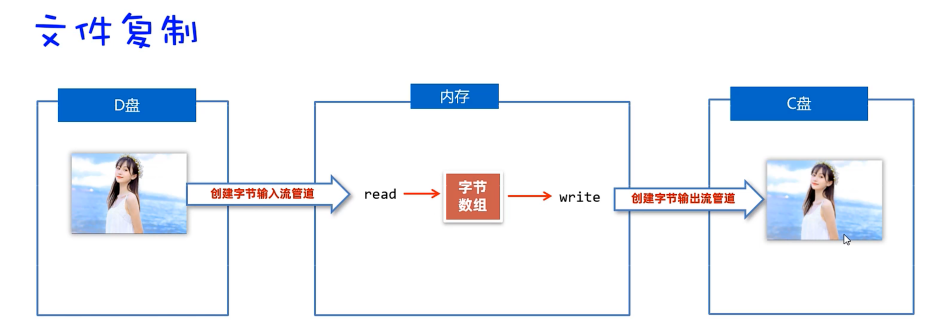 文件复制
D盘
内存
C盘
创建字节输入流管道
read
字节
数组
write
创建字节输出流管道